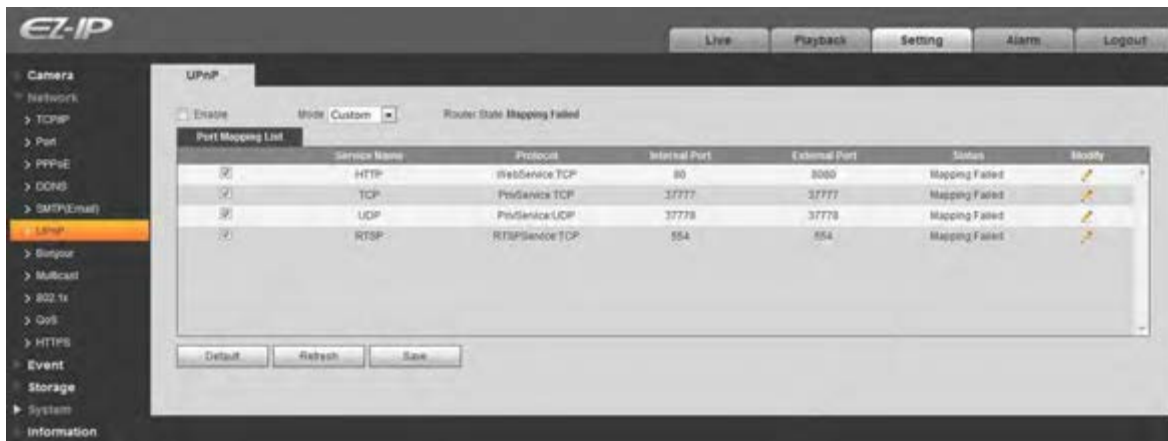 EZ-IP
Live Playback Setting Alarm Logout
Camera
Network
> TCP/IP
> Port
> PPPoE
> DDNS
> SMTP(Email)
> UPnP
> Bonjour
> Multicast
> 802.1x
> QoS
> HTTPS
Event
Storage
System
Information
UPnP
Enable Mode Custom Router State Mapping Failed
Port Mapping List
Service Name Protocol Internal Port External Port Status Modify
HTTP WebService:TCP 80 8080 Mapping Failed
TCP PrivService:TCP 37777 37777 Mapping Failed
UDP PrivService:UDP 37778 37778 Mapping Failed
RTSP RTSPService:TCP 554 554 Mapping Failed
Default Refresh Save